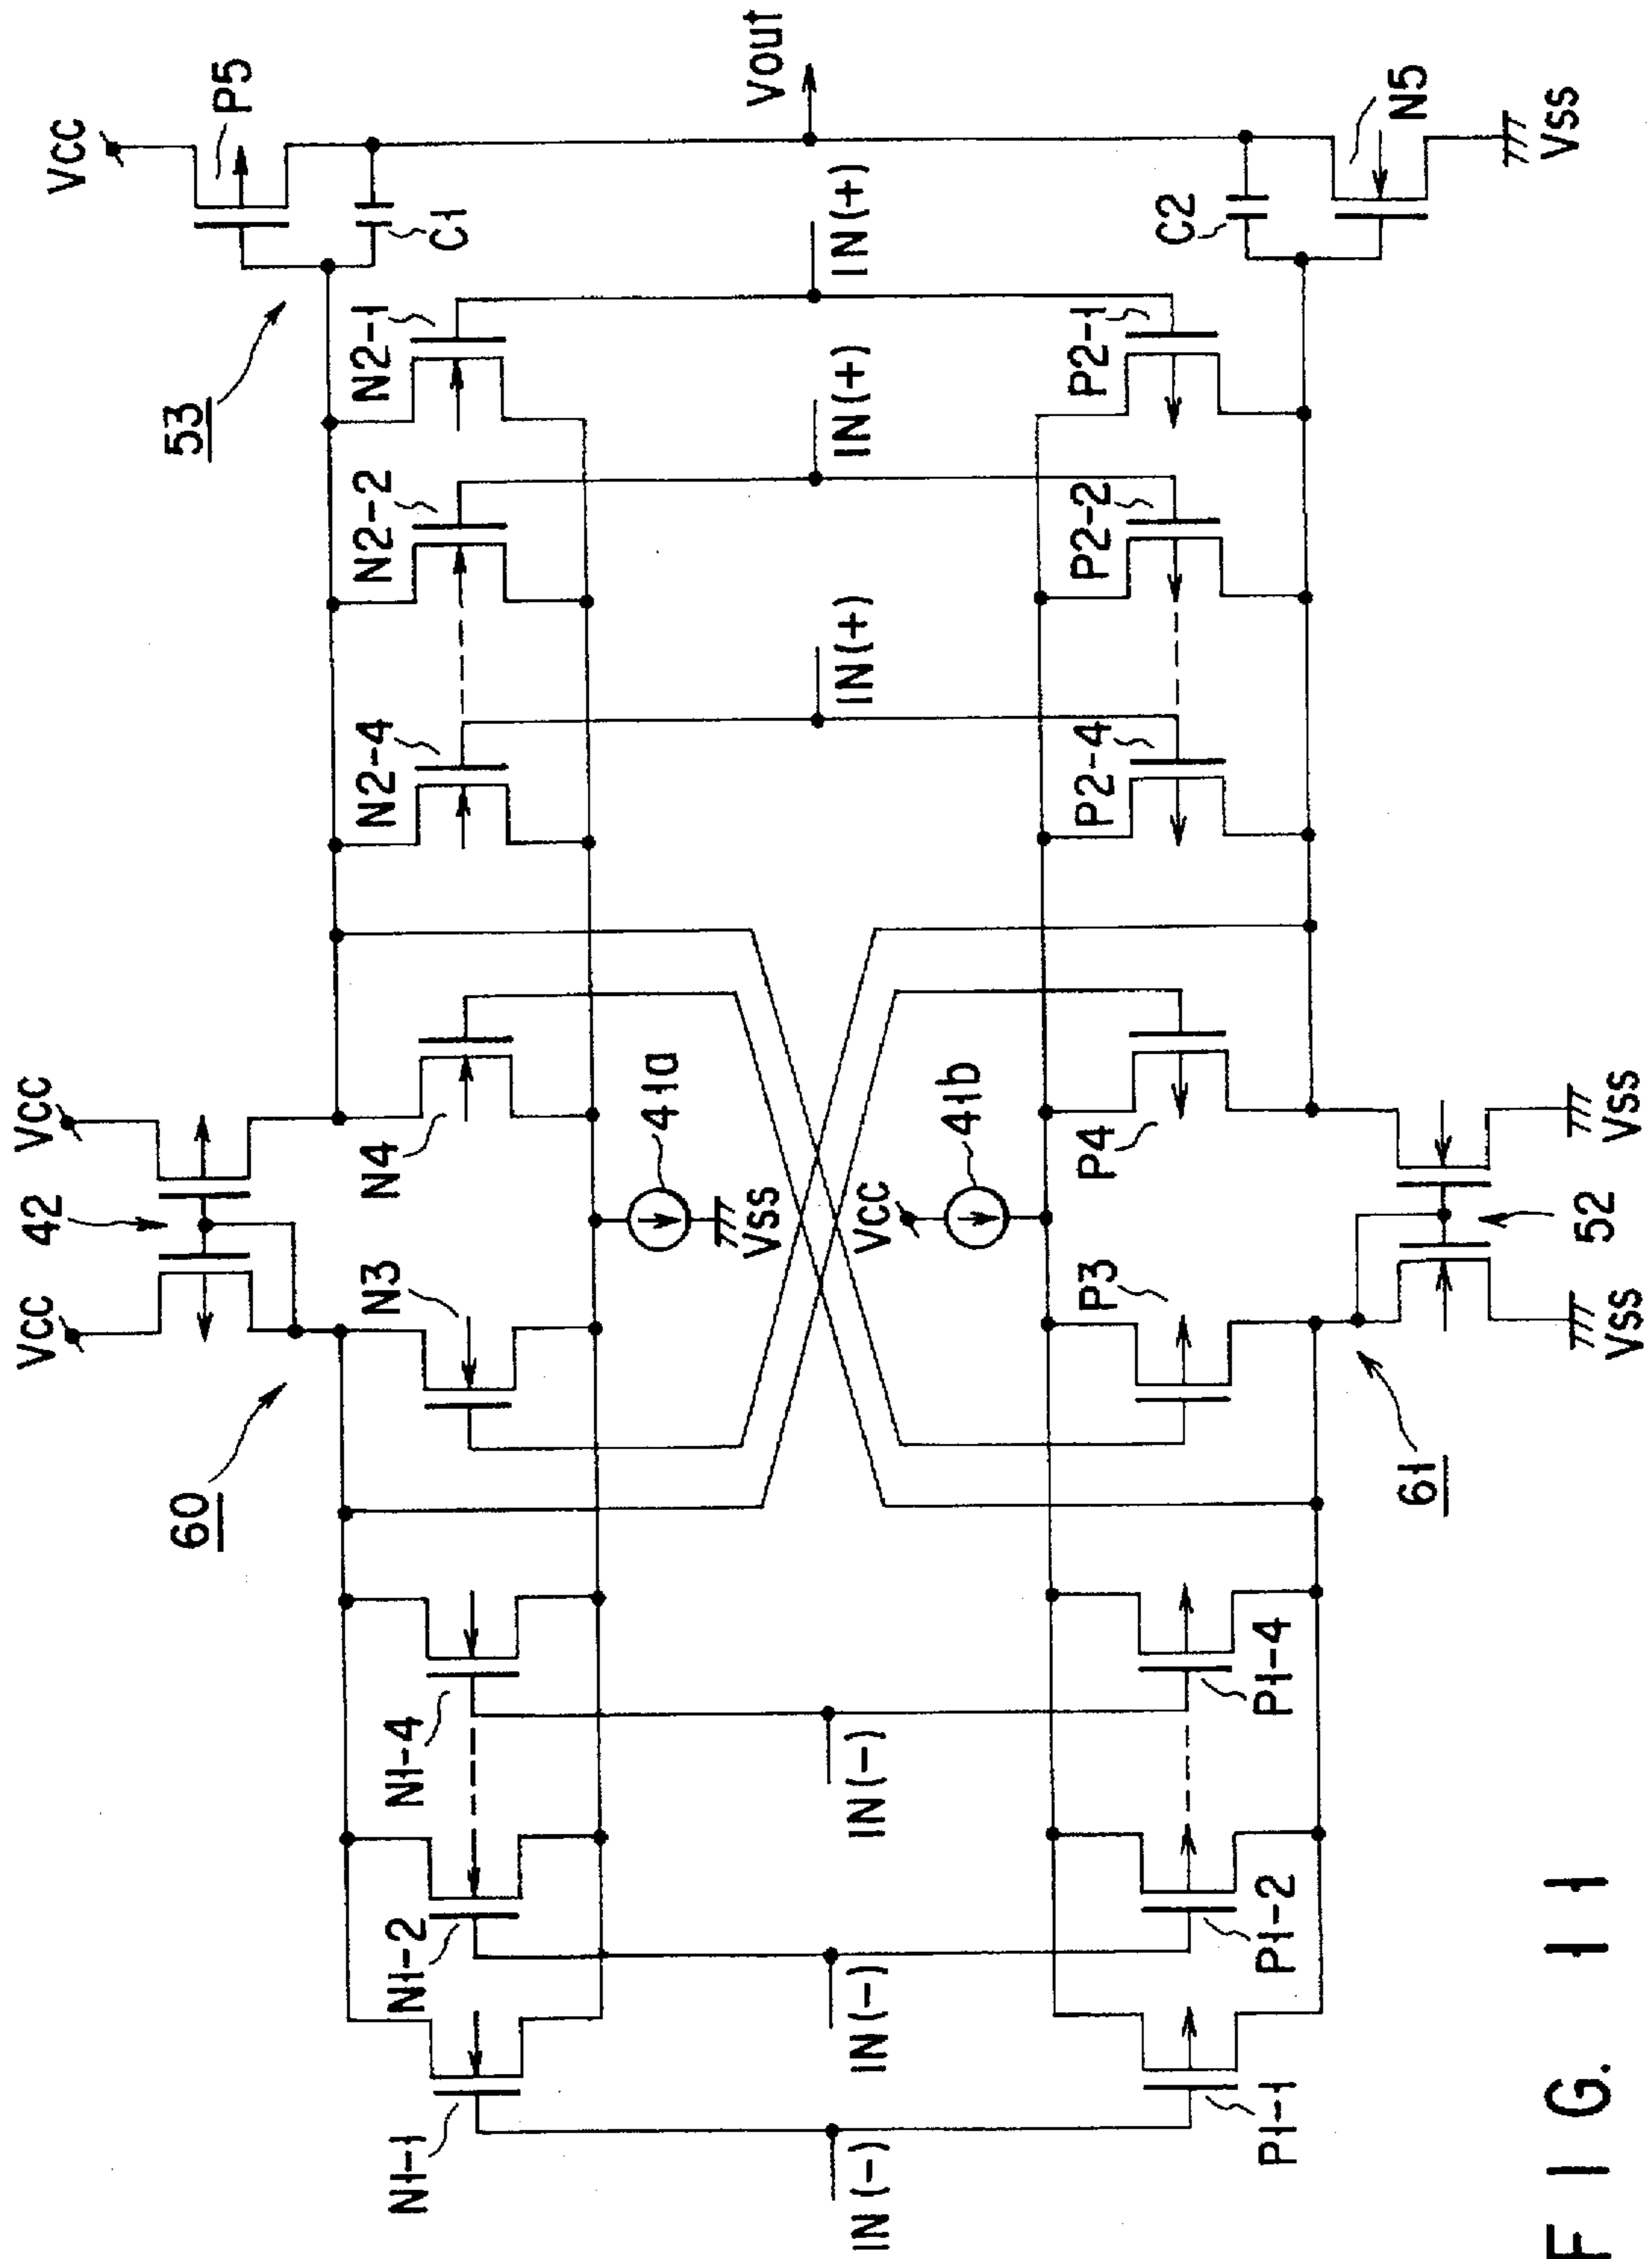 VCC
VCC
VCC
42
P5
60
53
C1
N3
N4
N1-1
N1-2
N1-4
N2-4
N2-2
N2-1
41a
VSS
IN(-)
IN(-)
IN(-)
IN(+)
IN(+)
IN(+)
Vout
VCC
41b
P1-1
P1-2
P1-4
P3
P4
P2-4
P2-2
P2-1
C2
N5
61
52
VSS
VSS
VSS
FIG. 11